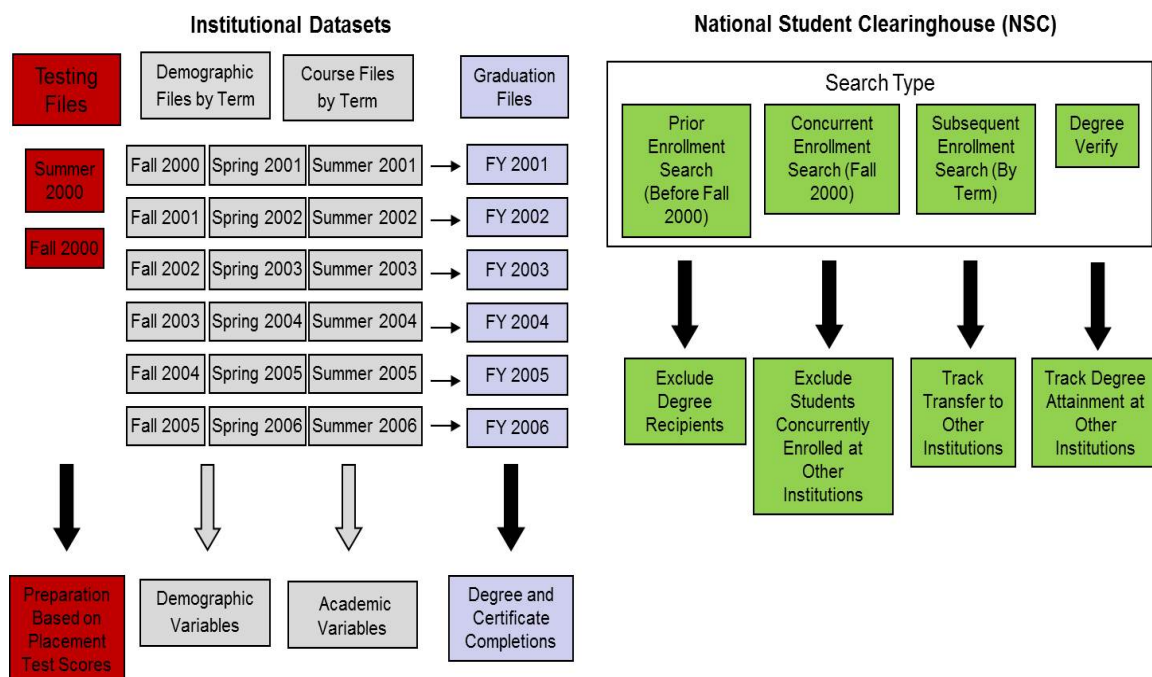 Institutional Datasets
National Student Clearinghouse (NSC)
Testing
Files
Demographic
Files by Term
Course Files
by Term
Graduation
Files
Summer
2000
Fall 2000
Fall 2000 Spring 2001 Summer 2001 FY 2001
Fall 2001 Spring 2002 Summer 2002 FY 2002
Fall 2002 Spring 2003 Summer 2003 FY 2003
Fall 2003 Spring 2004 Summer 2004 FY 2004
Fall 2004 Spring 2005 Summer 2005 FY 2005
Fall 2005 Spring 2006 Summer 2006 FY 2006
Preparation
Based on
Placement
Test Scores
Demographic
Variables
Academic
Variables
Degree and
Certificate
Completions
Search Type
Prior
Enrollment
Search
(Before Fall
2000)
Concurrent
Enrollment
Search (Fall
2000)
Subsequent
Enrollment
Search (By
Term)
Degree
Verify
Exclude
Degree
Recipients
Exclude
Students
Concurrently
Enrolled at
Other
Institutions
Track
Transfer to
Other
Institutions
Track Degree
Attainment at
Other
Institutions